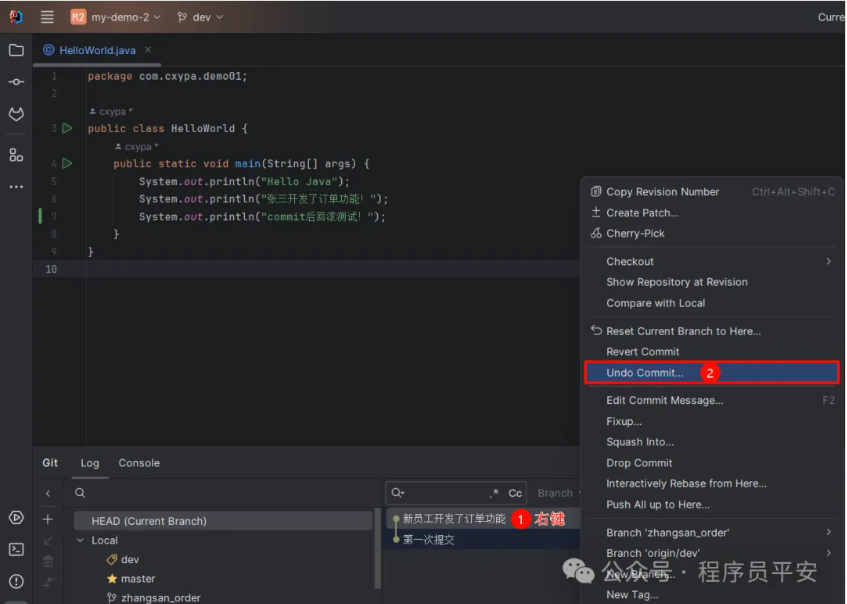 M2 my-demo-2 dev Curre
HelloWorld.java
1 package com.cxypa.demo01;
2
cxypa *
3 public class HelloWorld {
cxypa *
4 public static void main(String[] args) {
5 System.out.println("Hello Java");
6 System.out.println("张三开发了订单功能！");
7 System.out.println("commit后回滚测试！");
8 }
9 }
10
Copy Revision Number Ctrl+Alt+Shift+C
Create Patch...
Cherry-Pick
Checkout
Show Repository at Revision
Compare with Local
Reset Current Branch to Here...
Revert Commit
Undo Commit... 2
Edit Commit Message... F2
Fixup...
Squash Into...
Drop Commit
Interactively Rebase from Here...
Push All up to Here...
Branch 'zhangsan_order'
Branch 'origin/dev'
New Branch...
New Tag...
Git Log Console
.* Cc Branch
HEAD (Current Branch)
Local
dev
master
zhangsan_order
新员工开发了订单功能 1 右键
第一次提交
公众号 · 程序员平安